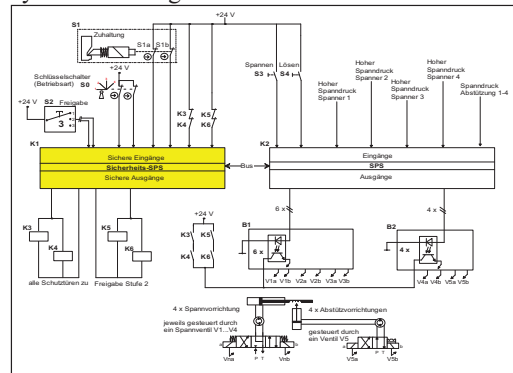 +24 V
S1
Zuhaltung
S1a
S1b
+24 V
Schlüsselschalter
(Betriebsart)
S0
Spannen
S3
Lösen
S4
Hoher
Spanndruck
Spanner 1
Hoher
Spanndruck
Spanner 2
Hoher
Spanndruck
Spanner 3
Hoher
Spanndruck
Spanner 4
Spanndruck
Abstützung 1-4
+24 V
S2
Freigabe
3
K3
K4
K5
K6
K1
Sichere Eingänge
Sicherheits-SPS
Sichere Ausgänge
Bus
K2
Eingänge
SPS
Ausgänge
K3
K4
K5
K6
alle Schutztüren zu
Freigabe Stufe 2
+24 V
K3
K5
K4
K6
6 x
4 x
B1
6 x
V1a V1b V2a V2b V3a V3b
B2
4 x
V4a V4b V5a V5b
4 x Spannvorrichtung
jeweils gesteuert durch
ein Spannventil V1...V4
4 x Abstützvorrichtungen
gesteuert durch
ein Ventil V5
a
b
Vna
P T
Vnb
a
b
V5a
P T
V5b